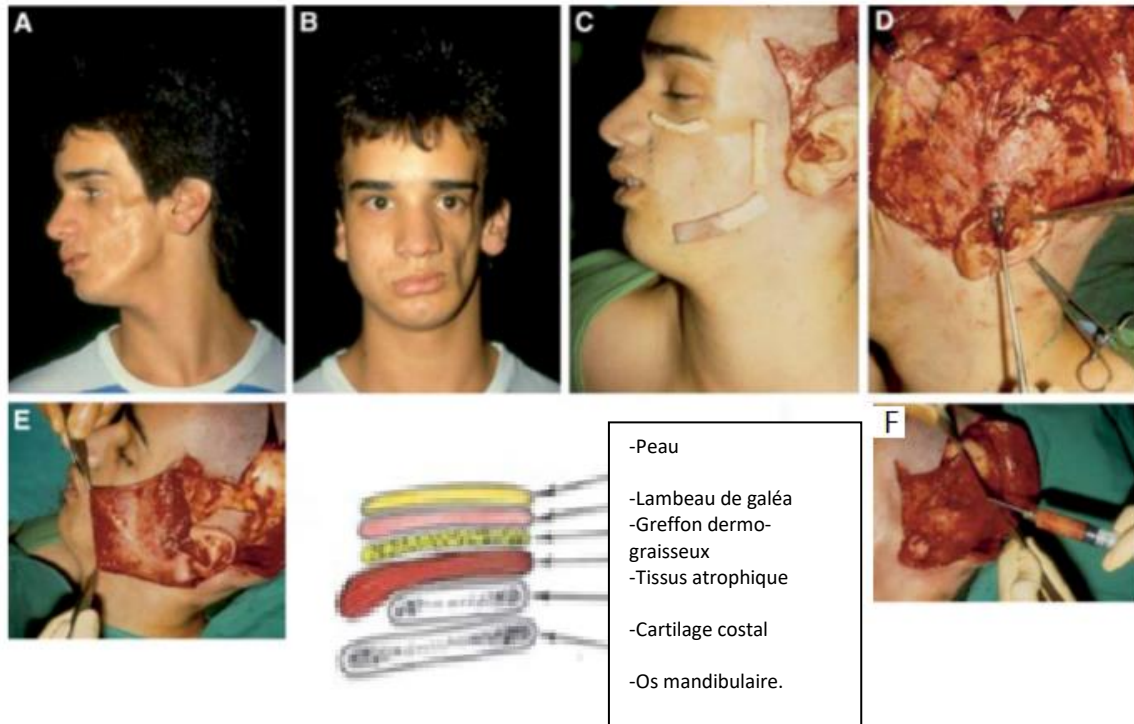 A
B
C
D
E
-Peau
-Lambeau de galéa
-Greffon dermo-
graisseux
-Tissus atrophique
-Cartilage costal
-Os mandibulaire.
F